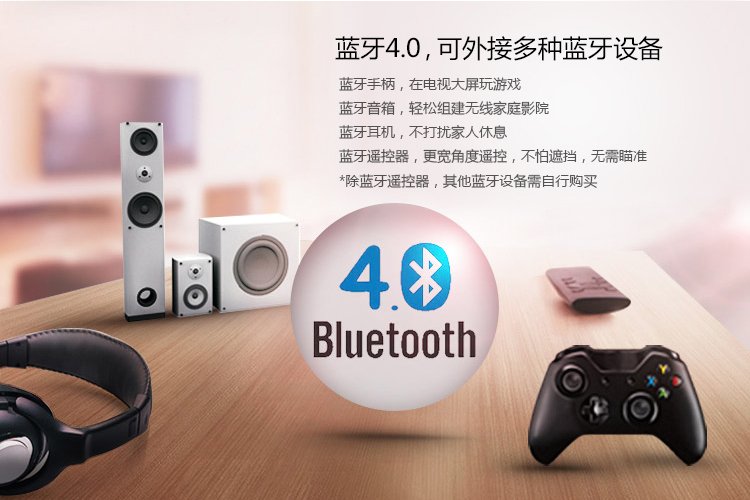 蓝牙4.0，可外接多种蓝牙设备
蓝牙手柄，在电视大屏玩游戏
蓝牙音箱，轻松组建无线家庭影院
蓝牙耳机，不打扰家人休息
蓝牙遥控器，更宽角度遥控，不怕遮挡，无需瞄准
*除蓝牙遥控器，其他蓝牙设备需自行购买
4.0
Bluetooth
Y
X
B
A